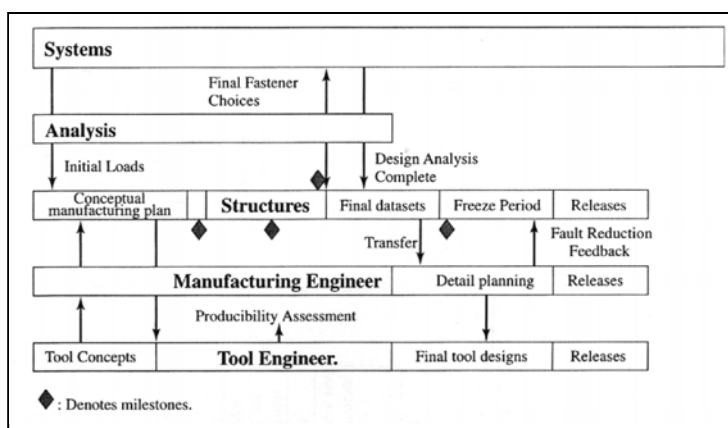 Systems
Final Fastener
Choices
Analysis
Initial Loads
Design Analysis
Complete
Conceptual
manufacturing plan
Structures
Final datasets
Freeze Period
Releases
Transfer
Fault Reduction
Feedback
Manufacturing Engineer
Detail planning
Releases
Producibility Assessment
Tool Concepts
Tool Engineer.
Final tool designs
Releases
: Denotes milestones.